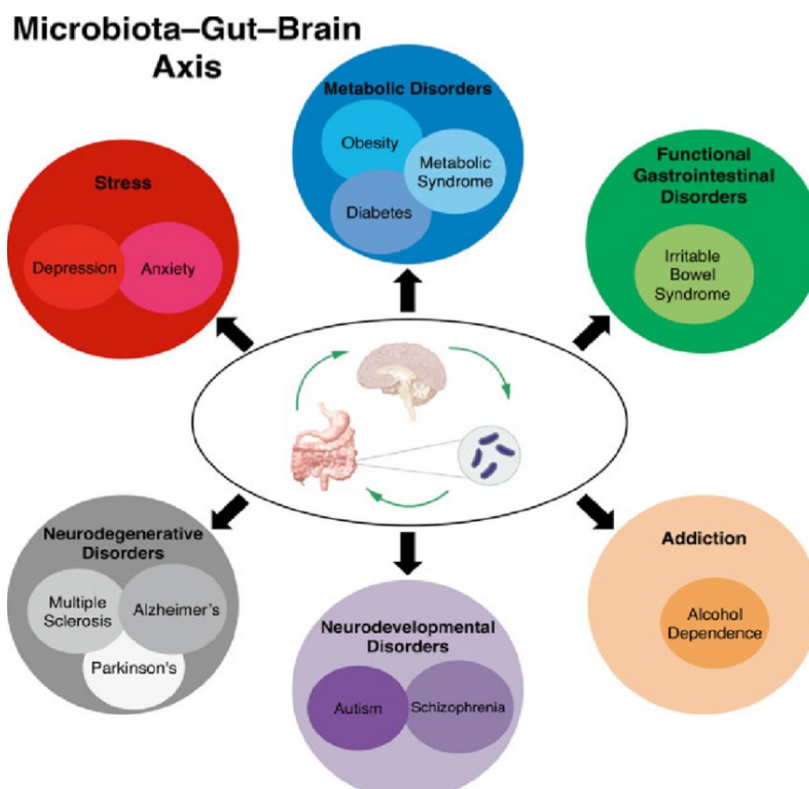 Microbiota–Gut–Brain
Axis
Metabolic Disorders
Obesity
Metabolic
Syndrome
Diabetes
Stress
Depression
Anxiety
Functional
Gastrointestinal
Disorders
Irritable
Bowel
Syndrome
Neurodegenerative
Disorders
Multiple
Sclerosis
Alzheimer's
Parkinson's
Neurodevelopmental
Disorders
Autism
Schizophrenia
Addiction
Alcohol
Dependence